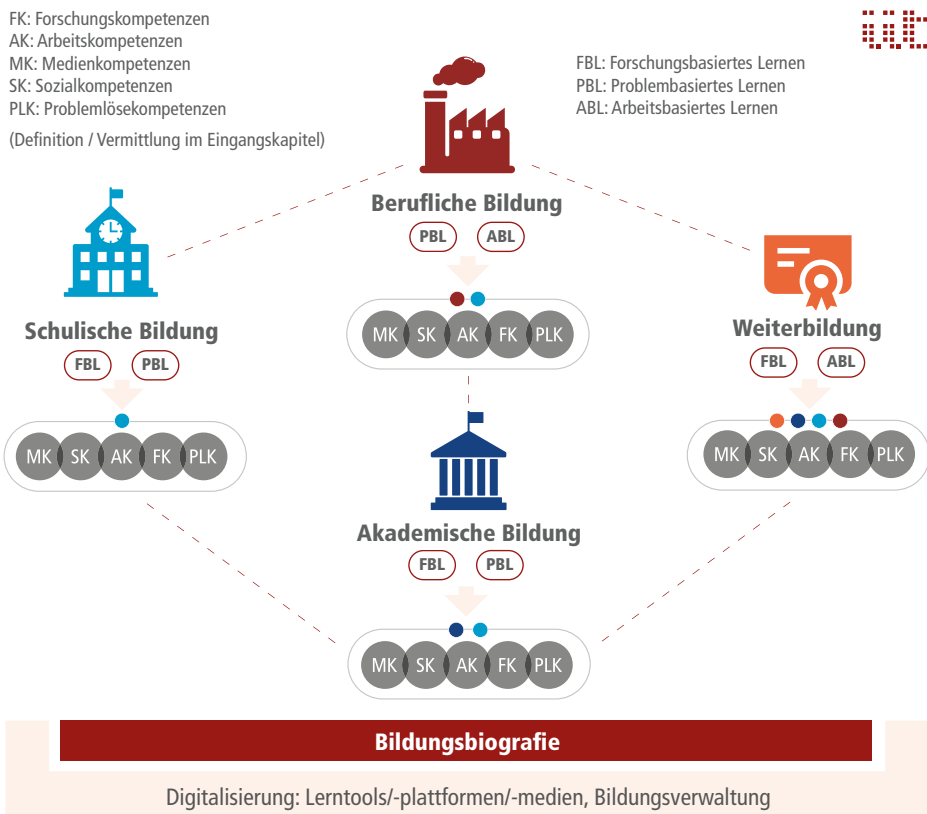 FK: Forschungskompetenzen
AK: Arbeitskompetenzen
MK: Medienkompetenzen
SK: Sozialkompetenzen
PLK: Problemlösekompetenzen
(Definition / Vermittlung im Eingangskapitel)
FBL: Forschungsbasiertes Lernen
PBL: Problembasiertes Lernen
ABL: Arbeitsbasiertes Lernen
Berufliche Bildung
PBL ABL
MK SK AK FK PLK
Schulische Bildung
FBL PBL
MK SK AK FK PLK
Weiterbildung
FBL ABL
MK SK AK FK PLK
Akademische Bildung
FBL PBL
MK SK AK FK PLK
Bildungsbiografie
Digitalisierung: Lerntools/-plattformen/-medien, Bildungsverwaltung